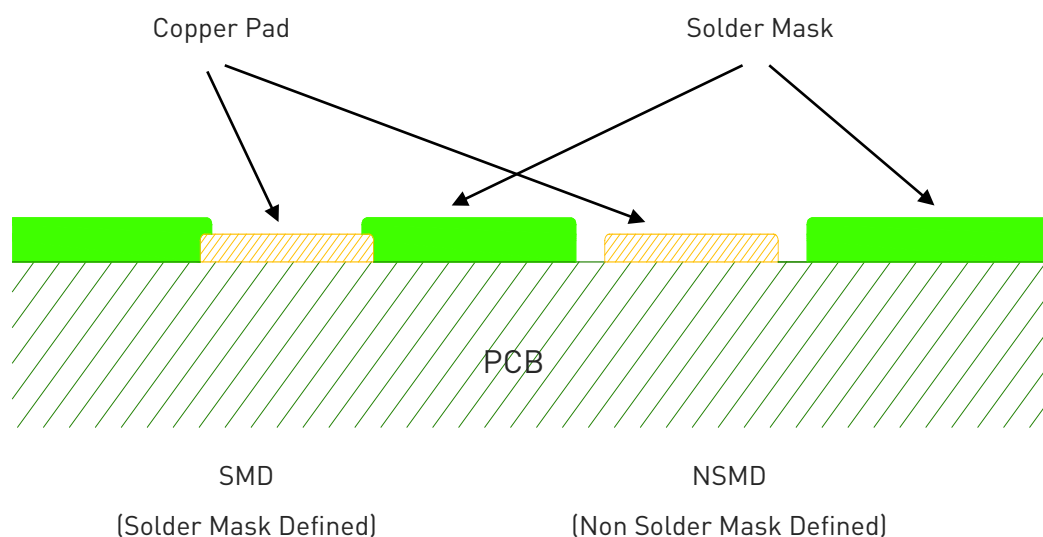 Copper Pad
Solder Mask
PCB
SMD
NSMD
(Solder Mask Defined)
(Non Solder Mask Defined)